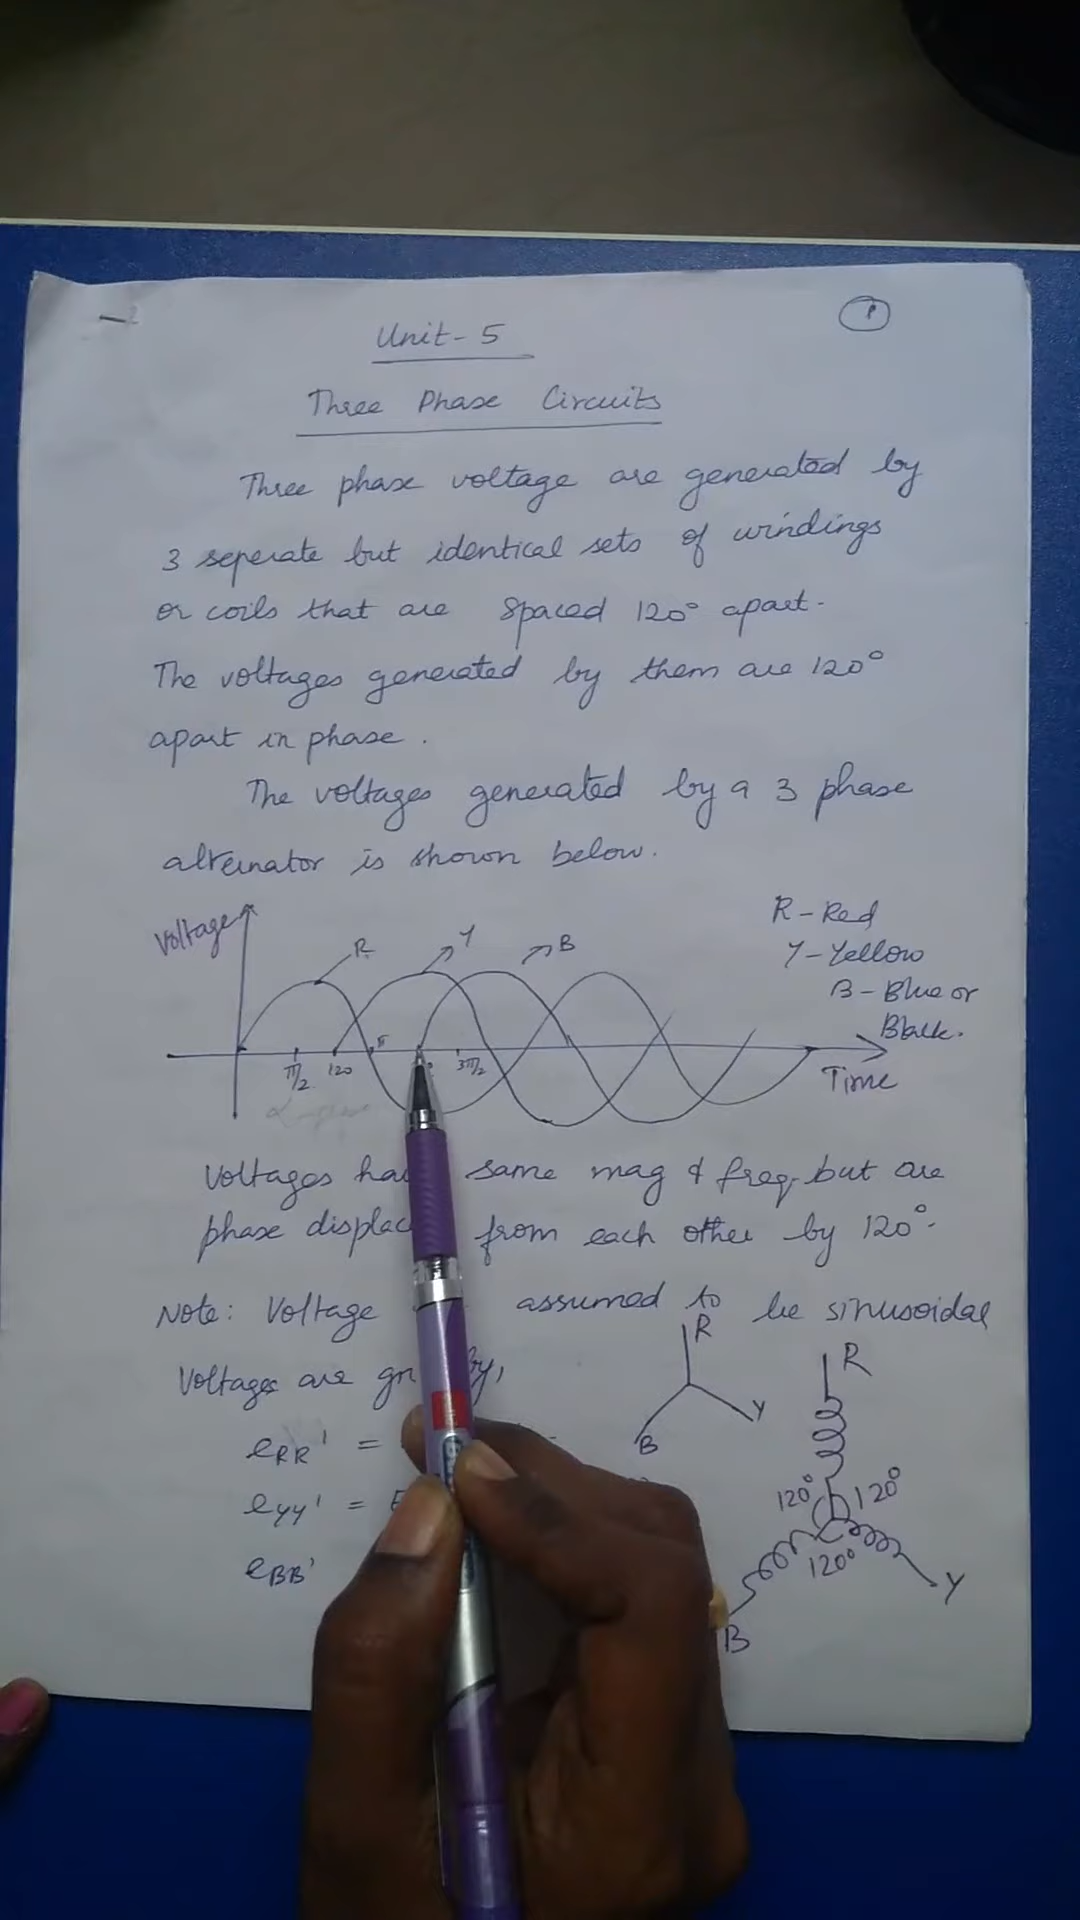 Unit-5
1
Three Phase Circuits
Three phase voltage are generated by
3 seperate but identical sets of windings
or coils that are spaced 120° apart.
The voltages generated by them are 120°
apart in phase.
The voltages generated by a 3 phase
alternator is shown below.
Voltage
R
Y
B
R-Red
Y-Yellow
B-Blue or
Black.
π/2
120
π
3π/2
Time
Voltages same mag & freq. but are
phase from each other by 120°.
Note: Voltage assumed to be sinusoidal
Voltages are by,
R
Y
B
R
120° 120°
120°
Y
B
eRR' =
eYY' = E
eBB'